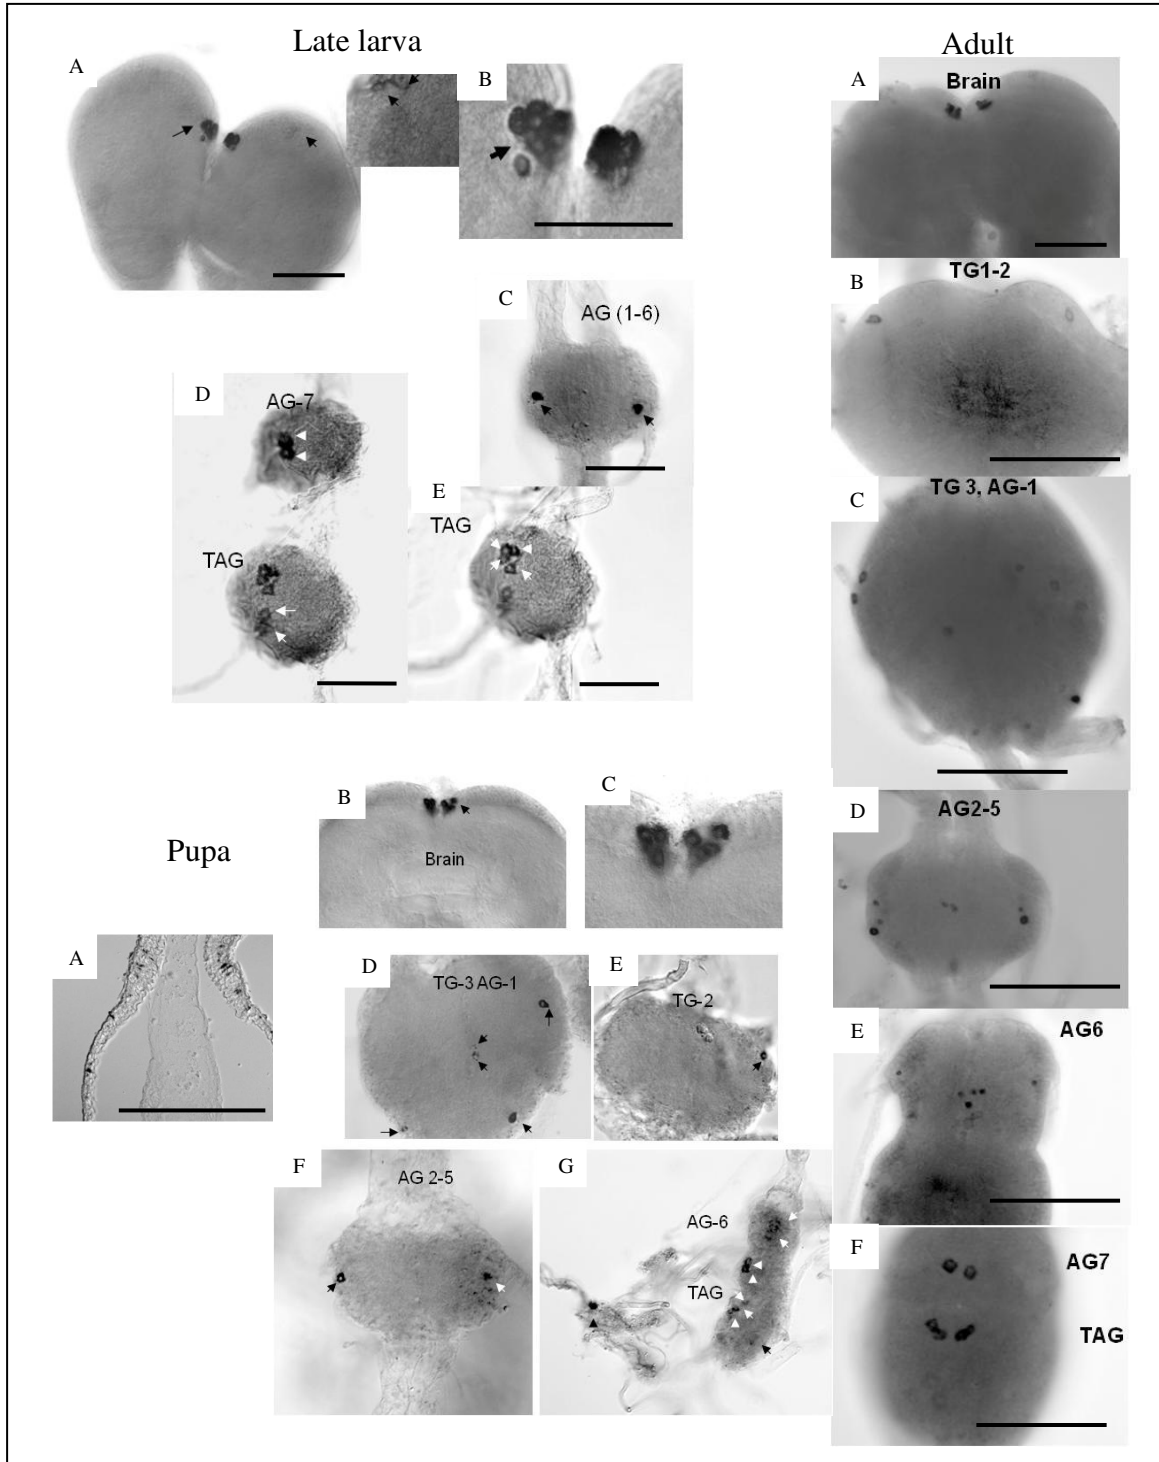 Late larva
A
B
C
AG (1-6)
D
AG-7
TAG
E
TAG
Pupa
A
B
Brain
C
D
TG-3 AG-1
E
TG-2
F
AG 2-5
G
AG-6
TAG
Adult
A
Brain
B
TG1-2
C
TG 3, AG-1
D
AG2-5
E
AG6
F
AG7
TAG